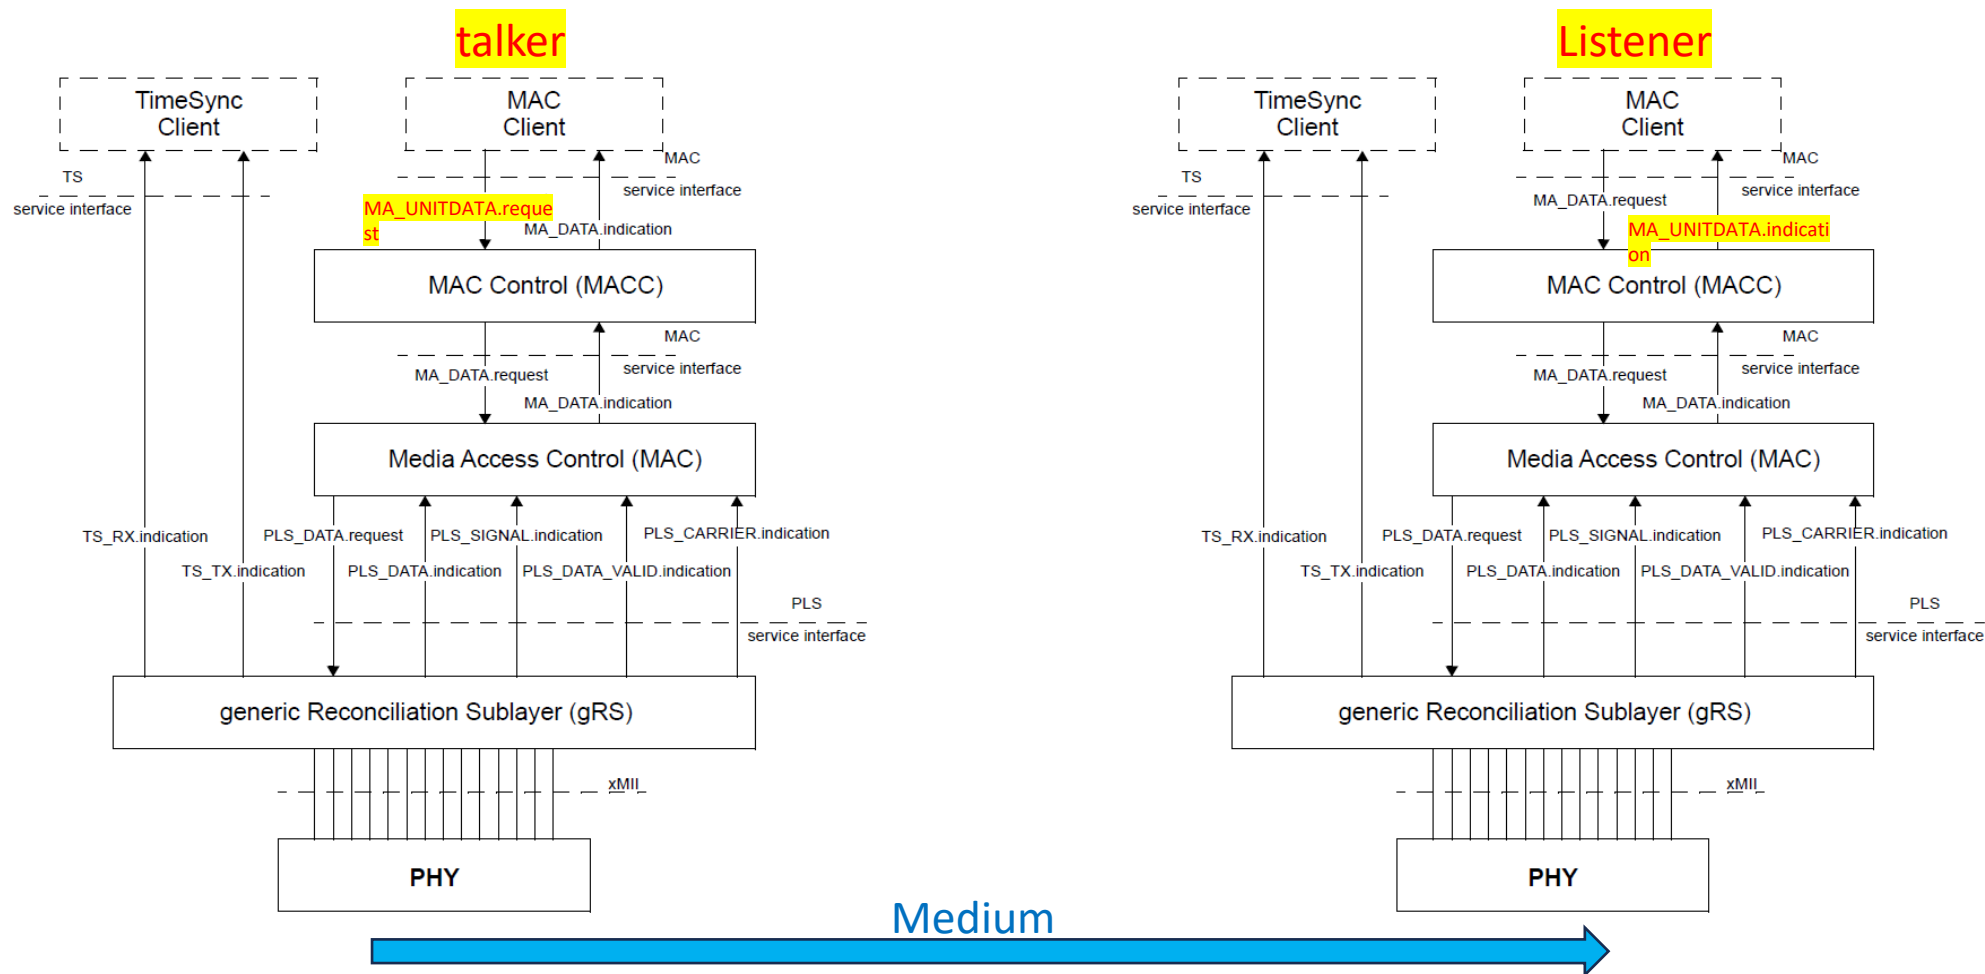 talker
TimeSync
Client
MAC
Client
MAC
TS
service interface
service interface
MA_UNITDATA.reque
st
MA_DATA.indication
MAC Control (MACC)
MAC
service interface
MA_DATA.request
MA_DATA.indication
Media Access Control (MAC)
TS_RX.indication
PLS_DATA.request
PLS_SIGNAL.indication
PLS_CARRIER.indication
TS_TX.indication
PLS_DATA.indication
PLS_DATA_VALID.indication
PLS
service interface
generic Reconciliation Sublayer (gRS)
xMII
PHY
Listener
TimeSync
Client
MAC
Client
MAC
TS
service interface
service interface
MA_DATA.request
MA_UNITDATA.indicati
on
MAC Control (MACC)
MAC
service interface
MA_DATA.request
MA_DATA.indication
Media Access Control (MAC)
TS_RX.indication
PLS_DATA.request
PLS_SIGNAL.indication
PLS_CARRIER.indication
TS_TX.indication
PLS_DATA.indication
PLS_DATA_VALID.indication
PLS
service interface
generic Reconciliation Sublayer (gRS)
xMII
PHY
Medium